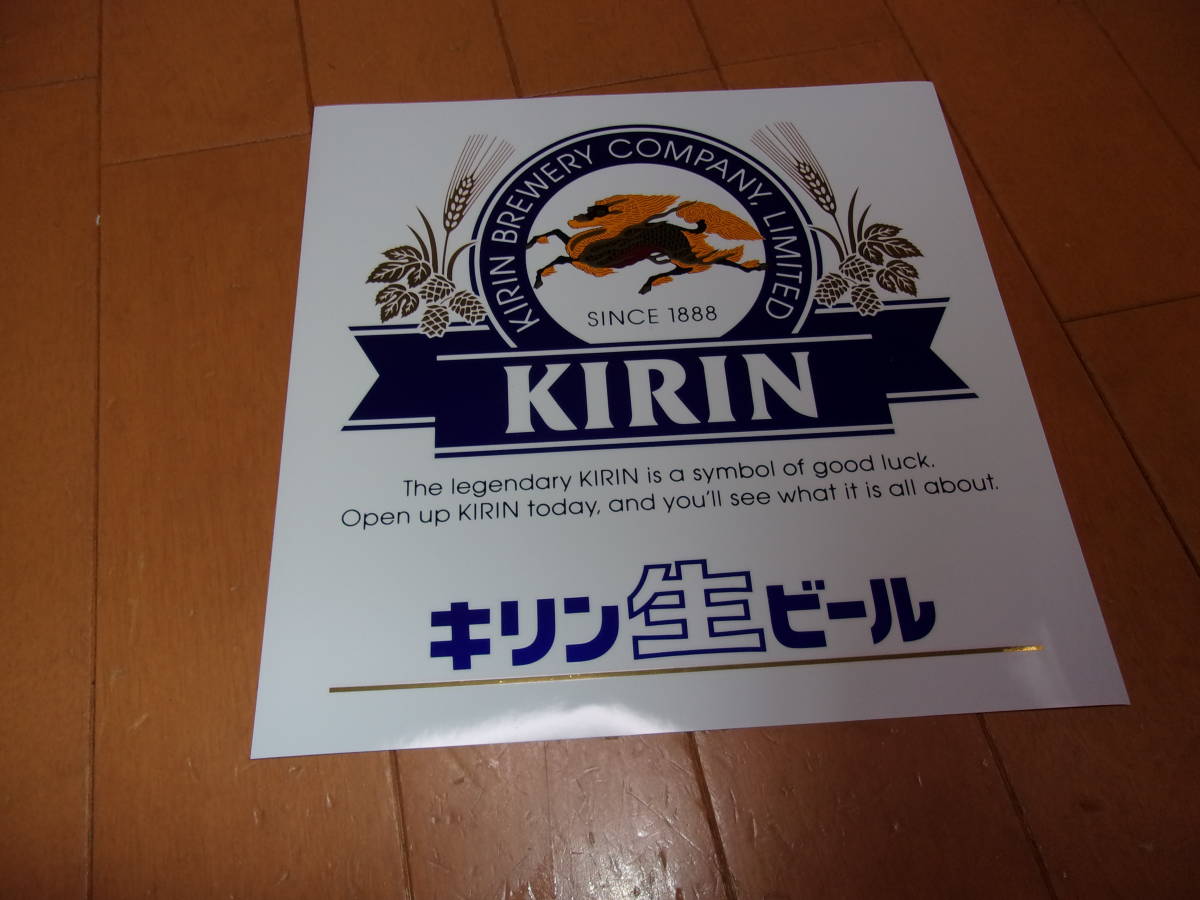 KIRIN BREWERY COMPANY, LIMITED
SINCE 1888
KIRIN
The legendary KIRIN is a symbol of good luck.
Open up KIRIN today, and you'll see what it is all about.
キリン生ビール